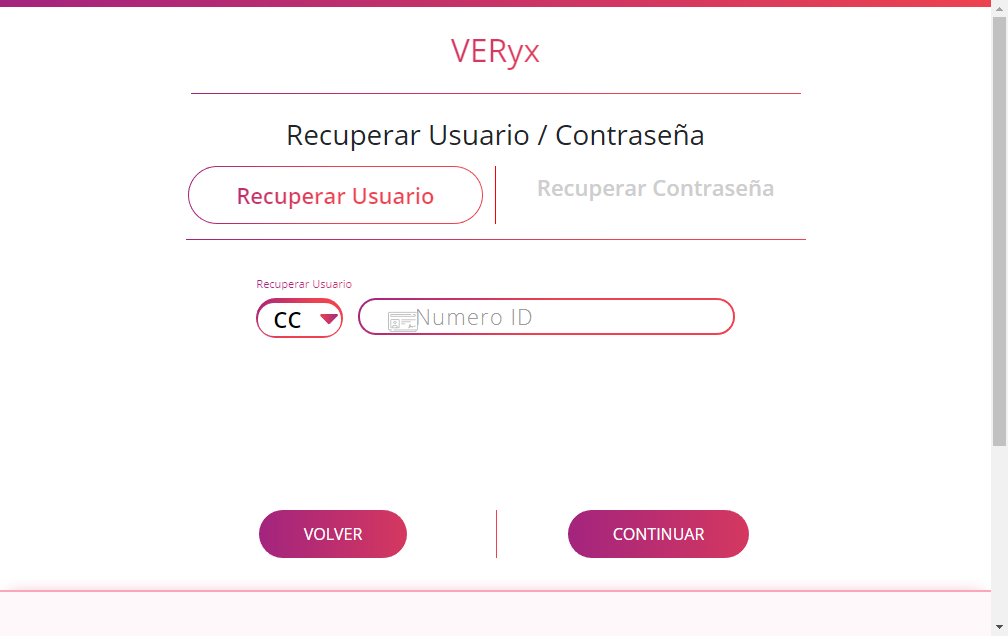 VERyx
Recuperar Usuario / Contraseña
Recuperar Usuario
Recuperar Contraseña
Recuperar Usuario
CC
Numero ID
VOLVER
CONTINUAR